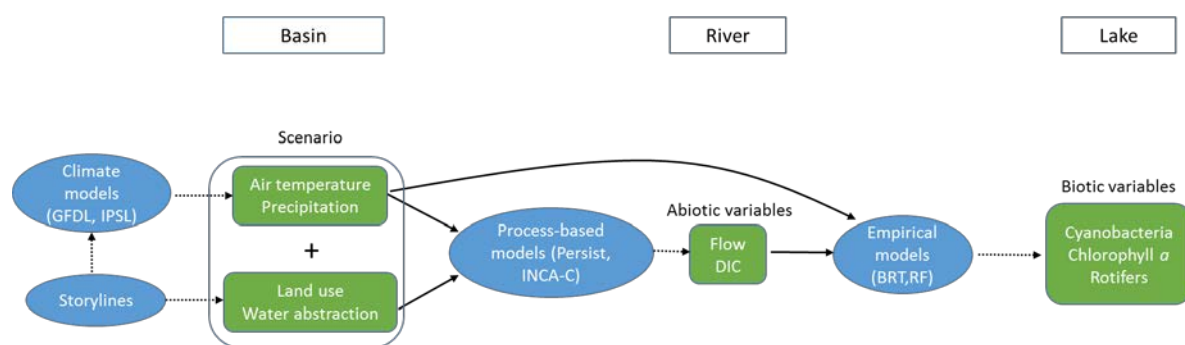 Basin
River
Lake
Scenario
Climate
models
(GFDL, IPSL)
Air temperature
Precipitation
+
Storylines
Land use
Water abstraction
Process-based
models (Persist,
INCA-C)
Abiotic variables
Flow
DIC
Empirical
models
(BRT,RF)
Biotic variables
Cyanobacteria
Chlorophyll a
Rotifers